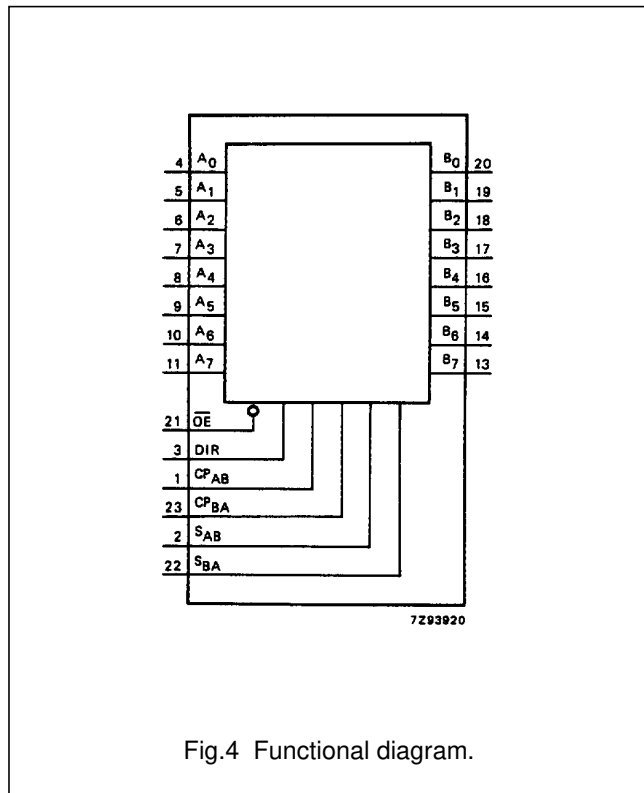 4 A0 B0 20
5 A1 B1 19
6 A2 B2 18
7 A3 B3 17
8 A4 B4 16
9 A5 B5 15
10 A6 B6 14
11 A7 B7 13
21 O̅E̅
3 DIR
1 CPAB
23 CPBA
2 SAB
22 SBA
7Z93920
Fig.4 Functional diagram.